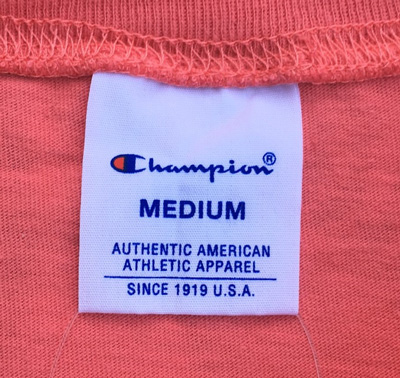 Champion®
MEDIUM
AUTHENTIC AMERICAN
ATHLETIC APPAREL
SINCE 1919 U.S.A.